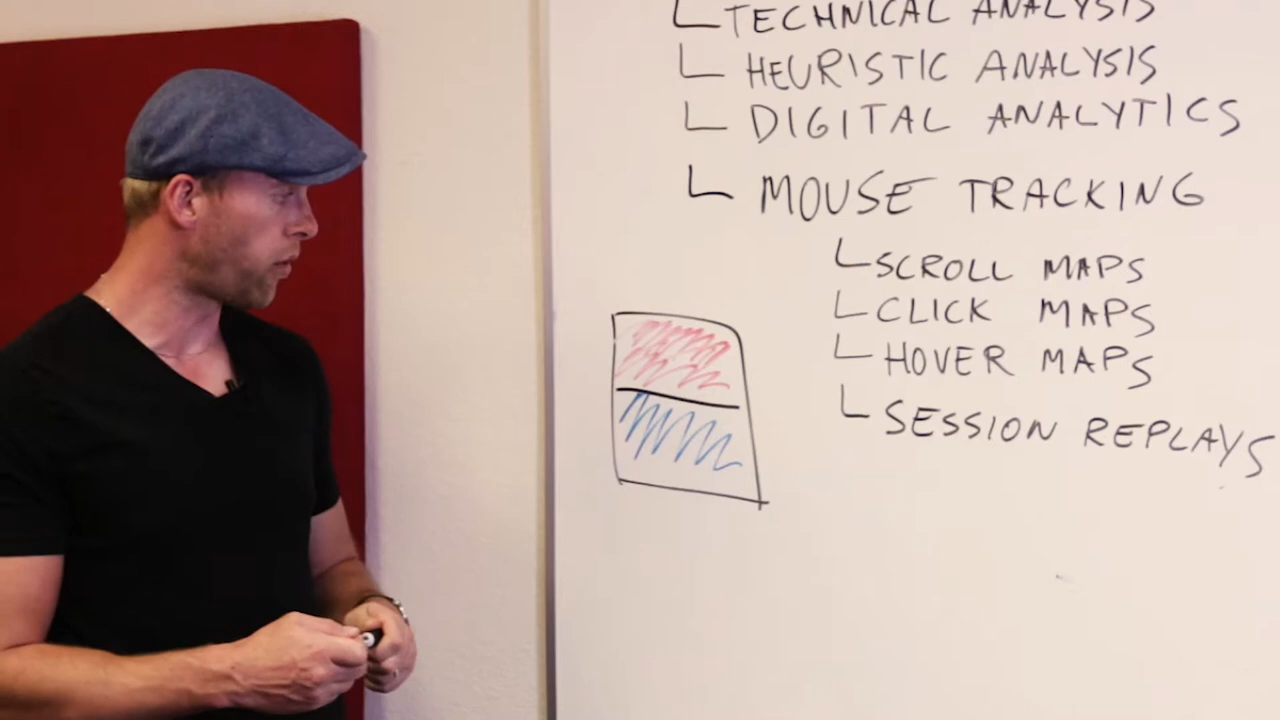 TECHNICAL ANALYSIS
HEURISTIC ANALYSIS
DIGITAL ANALYTICS
MOUSE TRACKING
SCROLL MAPS
CLICK MAPS
HOVER MAPS
SESSION REPLAYS